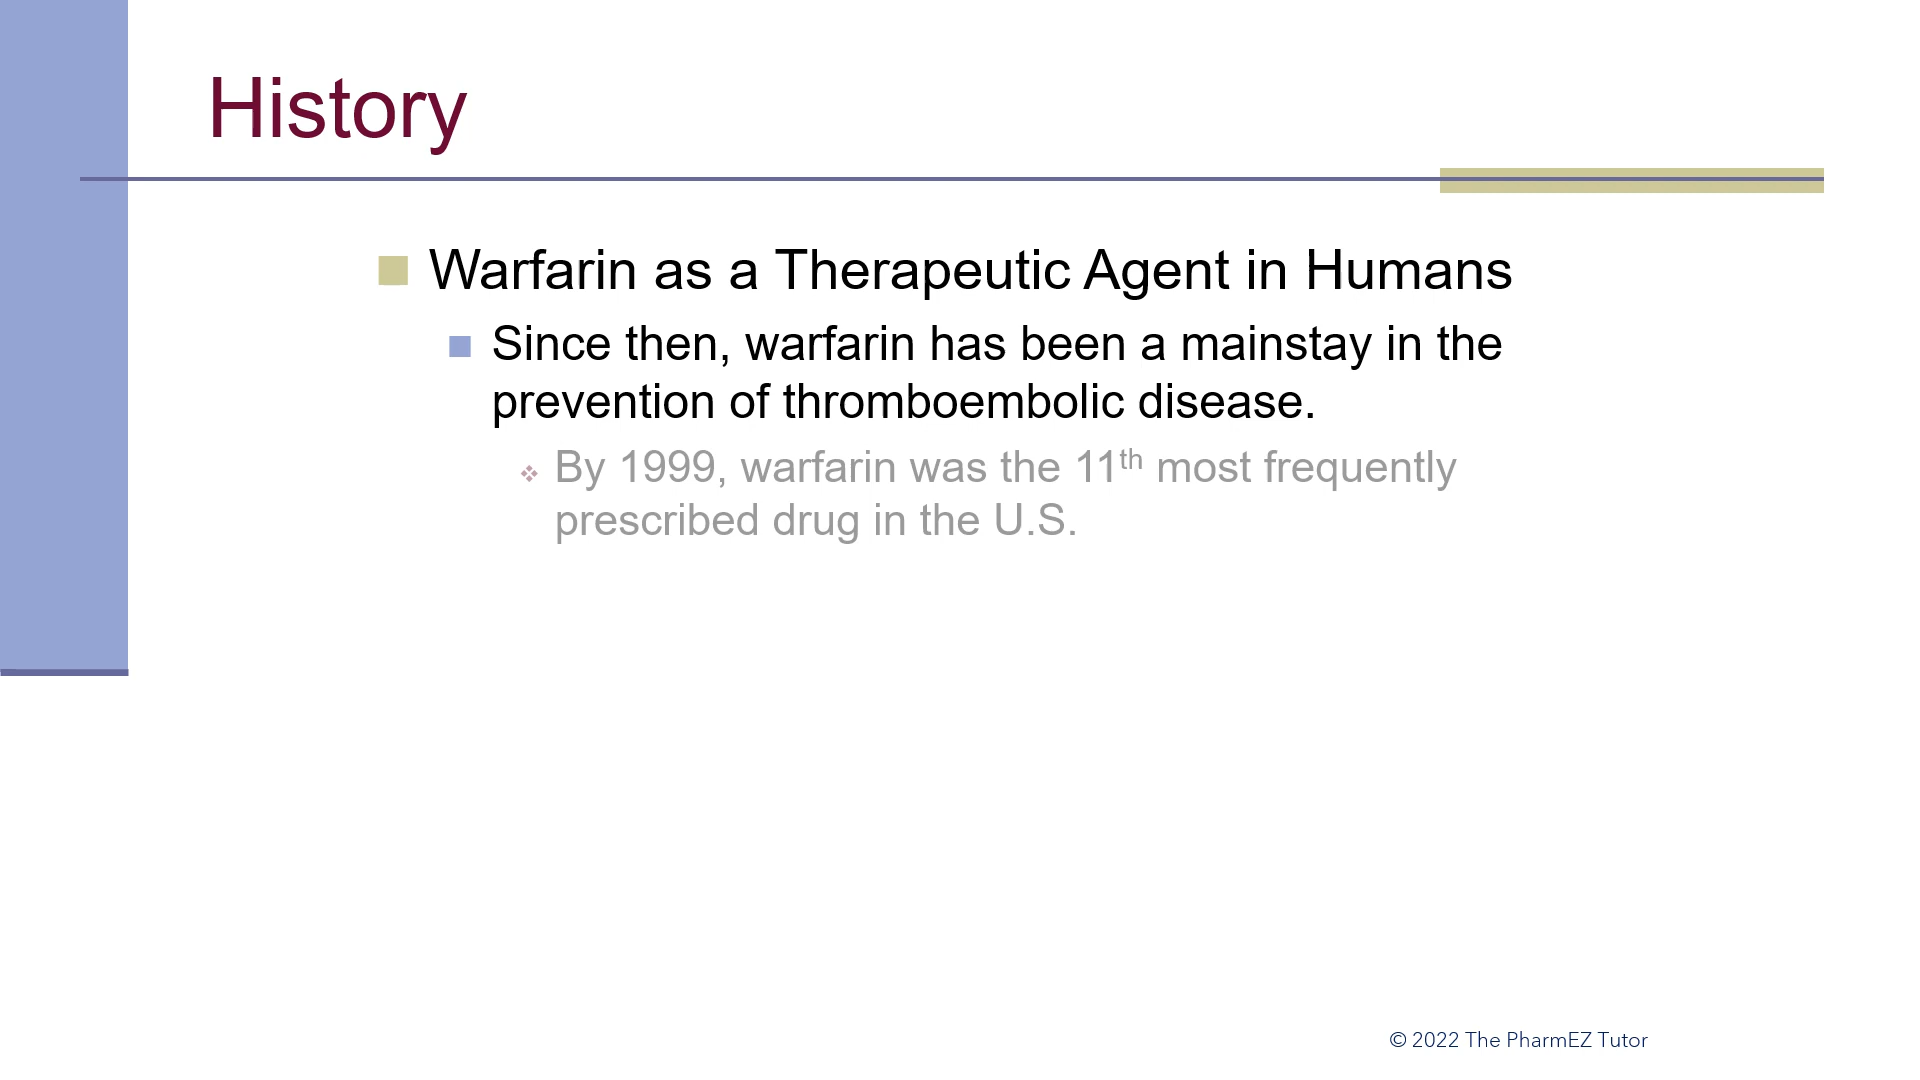 History
Warfarin as a Therapeutic Agent in Humans
Since then, warfarin has been a mainstay in the
prevention of thromboembolic disease.
By 1999, warfarin was the 11th most frequently
prescribed drug in the U.S.
© 2022 The PharmEZ Tutor